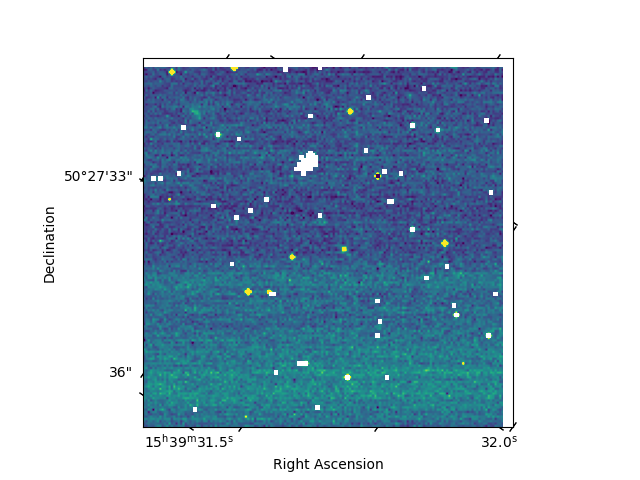 50°27'33"
Declination
36"
15ʰ39ᵐ31.5ˢ 32.0ˢ
Right Ascension